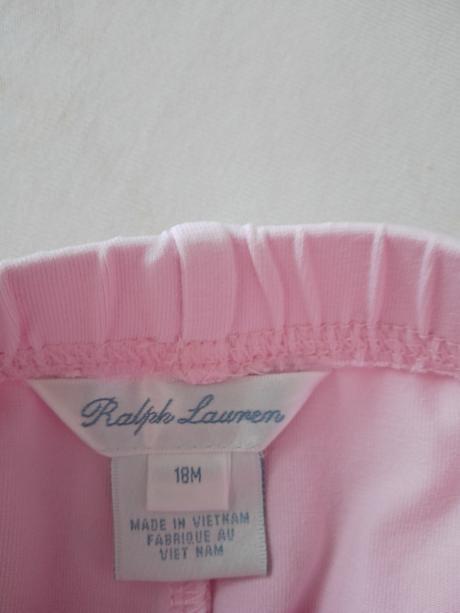 Ralph Lauren
18M
MADE IN VIETNAM
FABRIQUE AU
VIET NAM